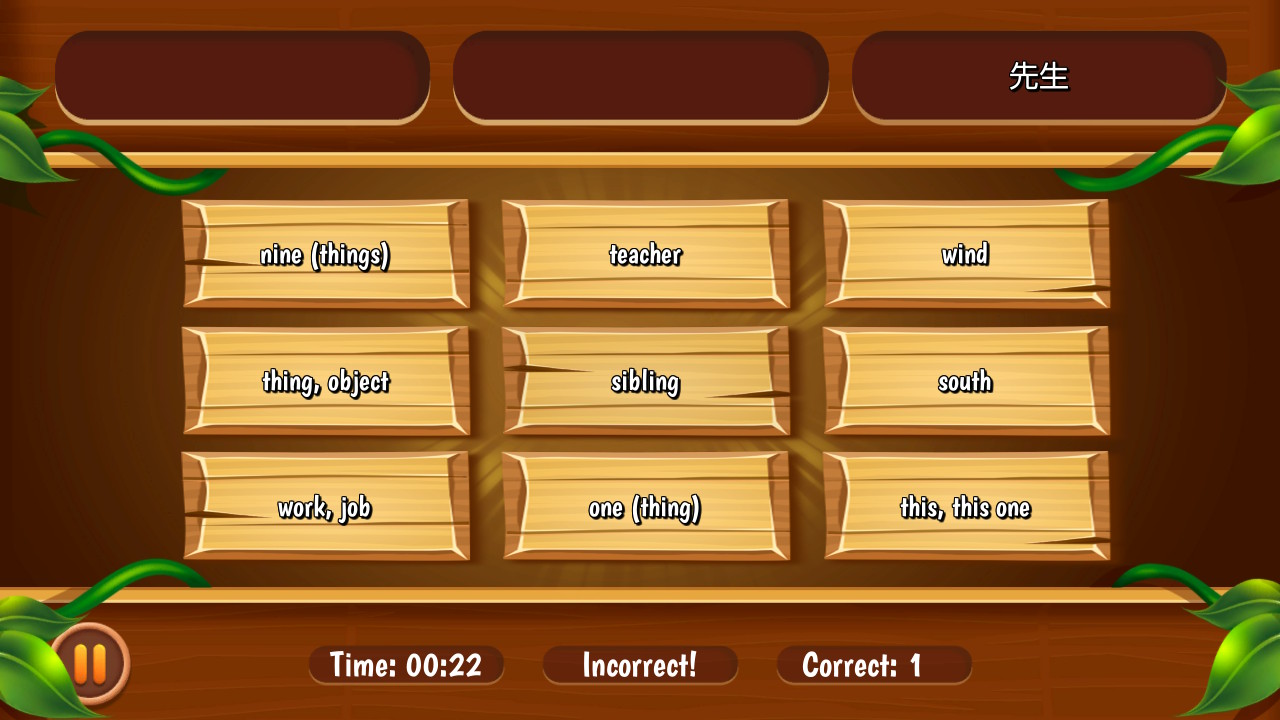 先生
nine (things)
teacher
wind
thing, object
sibling
south
work, job
one (thing)
this, this one
Time: 00:22
Incorrect!
Correct: 1